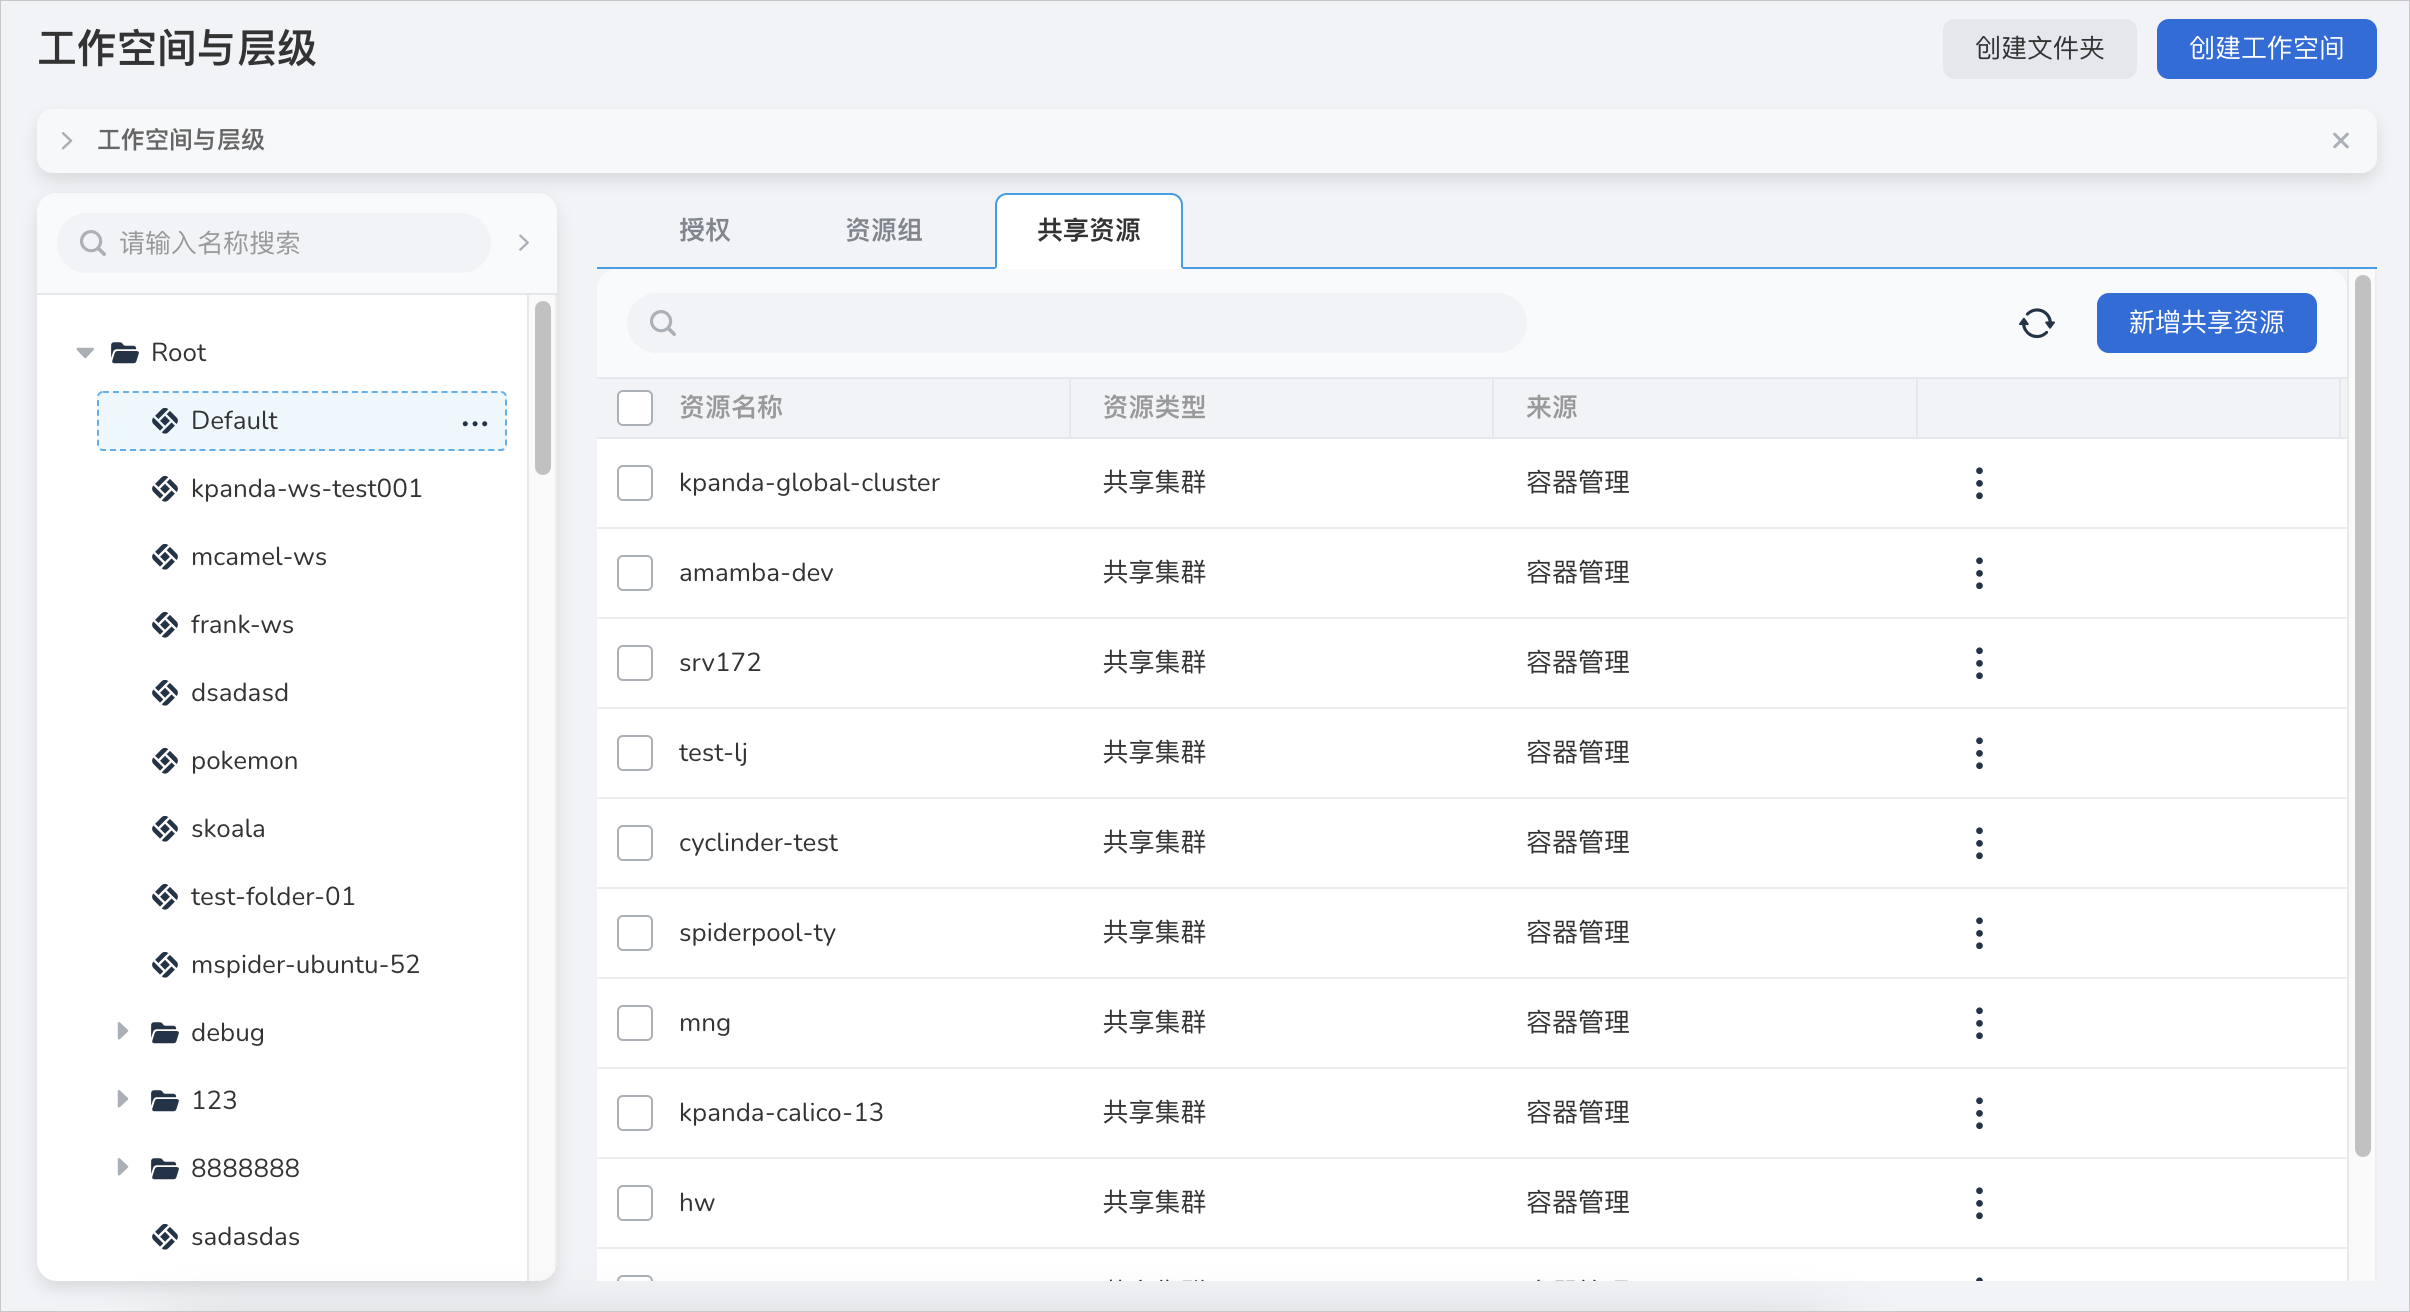 工作空间与层级
创建文件夹
创建工作空间
工作空间与层级
请输入名称搜索
Root
Default
kpanda-ws-test001
mcamel-ws
frank-ws
dsadasd
pokemon
skoala
test-folder-01
mspider-ubuntu-52
debug
123
8888888
sadasdas
授权 资源组 共享资源
新增共享资源
资源名称 资源类型 来源
kpanda-global-cluster 共享集群 容器管理
amamba-dev 共享集群 容器管理
srv172 共享集群 容器管理
test-lj 共享集群 容器管理
cyclinder-test 共享集群 容器管理
spiderpool-ty 共享集群 容器管理
mng 共享集群 容器管理
kpanda-calico-13 共享集群 容器管理
hw 共享集群 容器管理